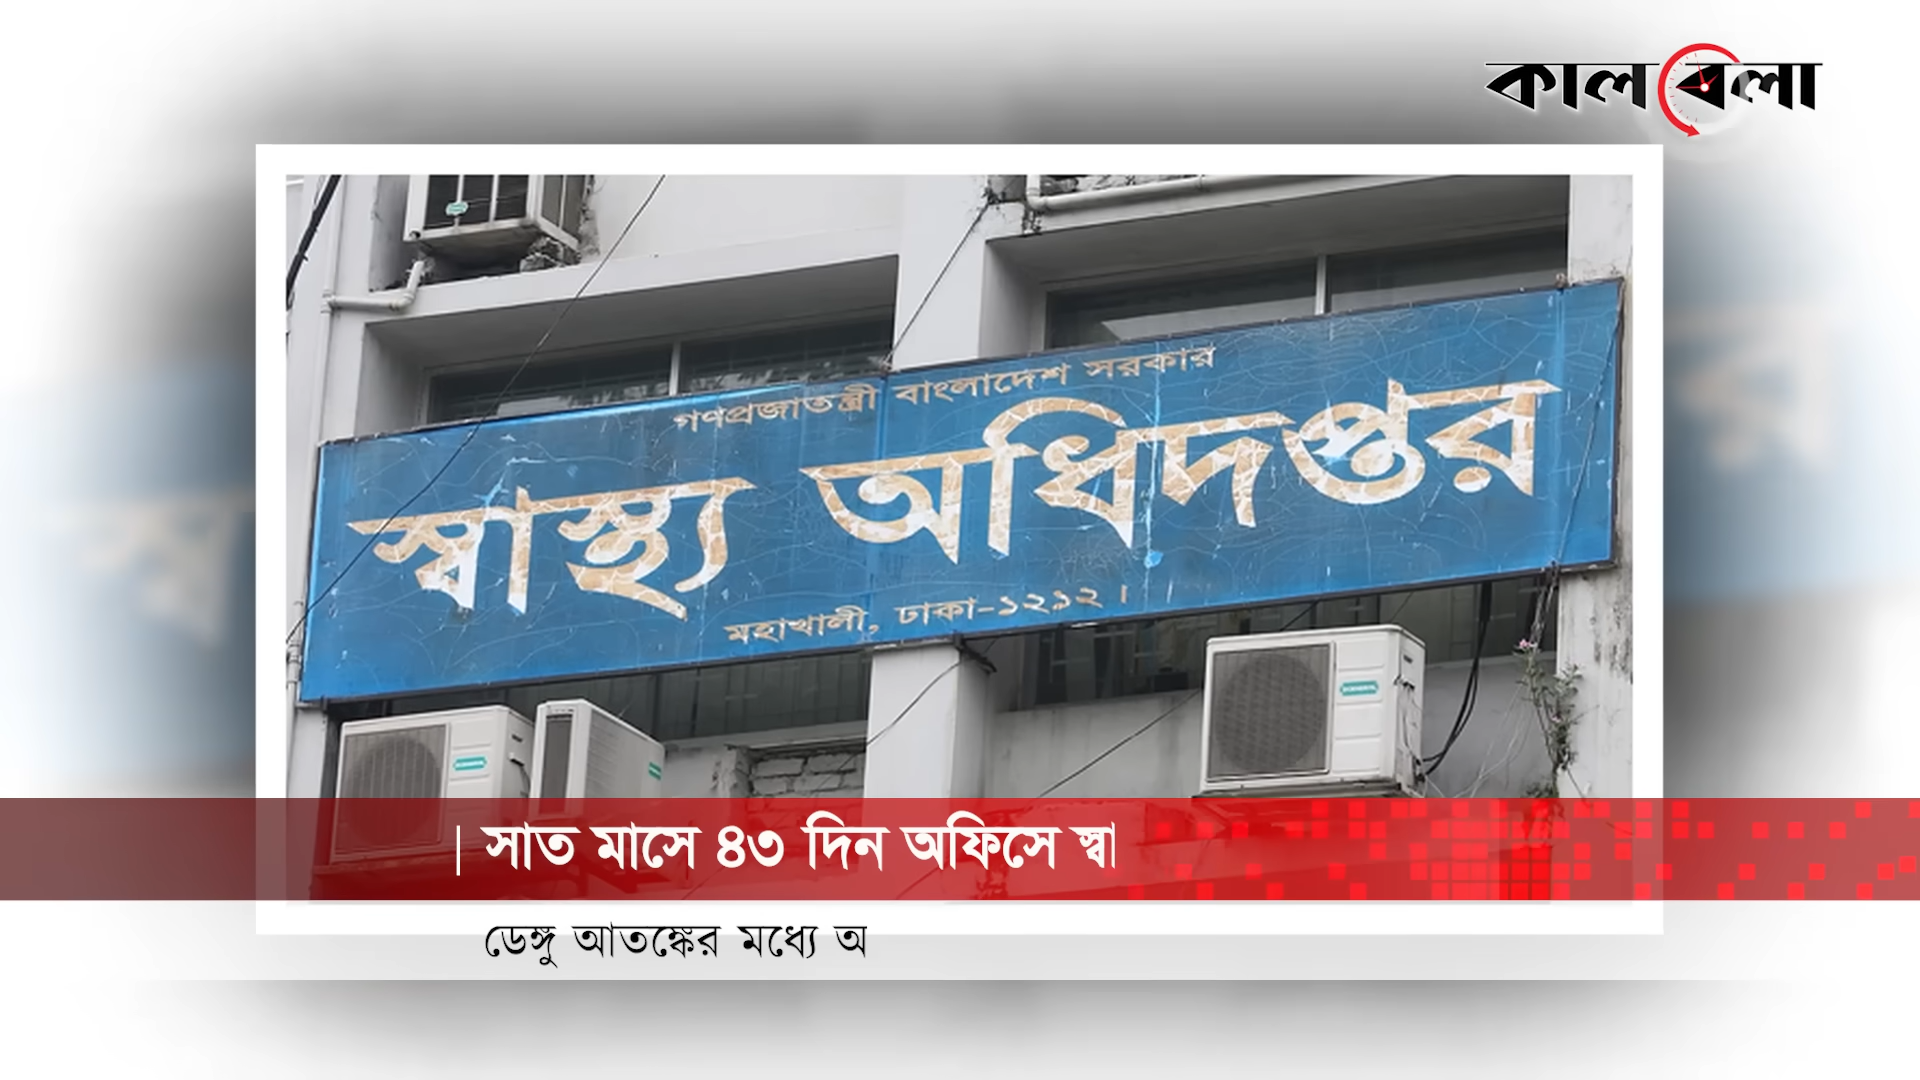 কালবেলা
গণপ্রজাতন্ত্রী বাংলাদেশ সরকার
স্বাস্থ্য অধিদপ্তর
মহাখালী, ঢাকা-১২১২।
সাত মাসে ৪৩ দিন অফিসে স্বা
ডেঙ্গু আতঙ্কের মধ্যে অ